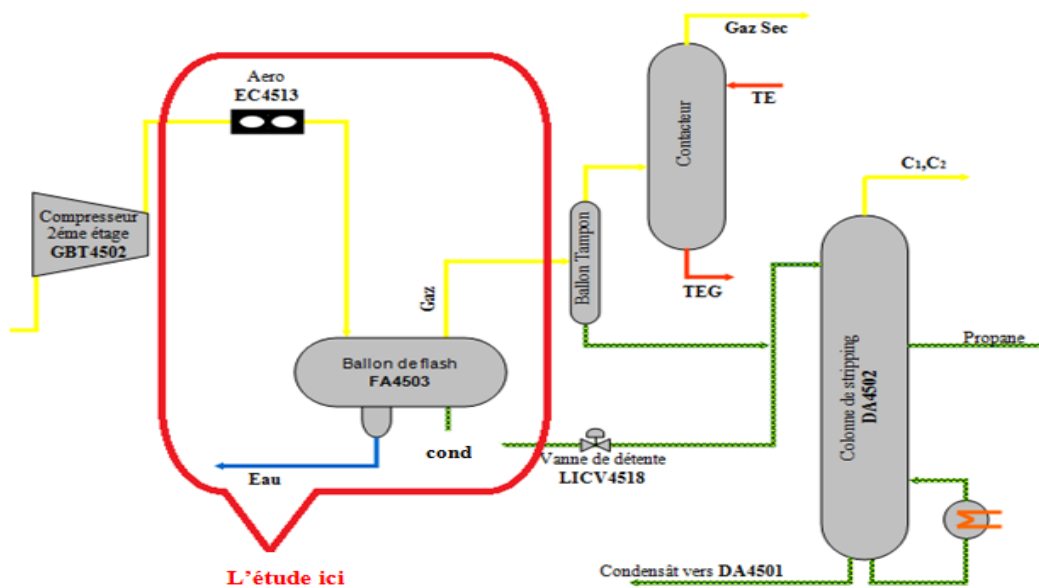 Gaz Sec
Aero
EC4513
TE
Contacteur
C₁,C₂
Compresseur
2éme étage
GBT4502
Ballon Tampon
Gaz
TEG
Propane
Ballon de flash
FA4503
Colonne de stripping
DA4502
cond
Vanne de détente
LICV4518
Eau
L'étude ici
Condensât vers DA4501